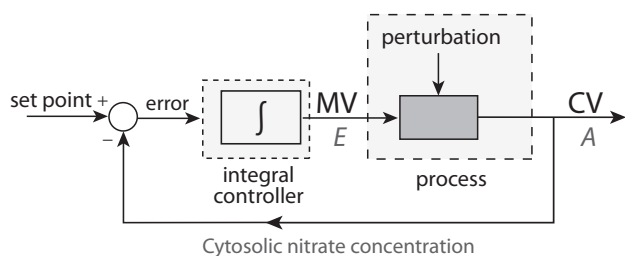 perturbation
set point +
error
∫
MV
CV
E
A
−
integral
controller
process
Cytosolic nitrate concentration